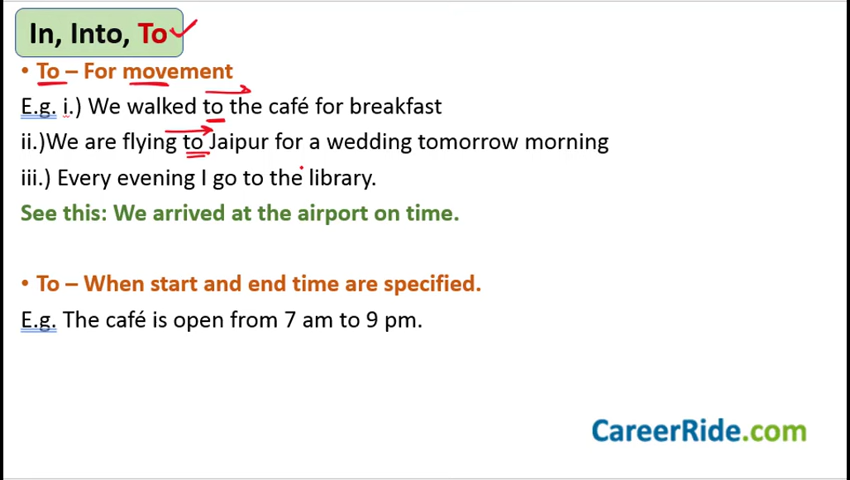 In, Into, To
• To – For movement
E.g. i.) We walked to the café for breakfast
ii.)We are flying to Jaipur for a wedding tomorrow morning
iii.) Every evening I go to the library.
See this: We arrived at the airport on time.
• To – When start and end time are specified.
E.g. The café is open from 7 am to 9 pm.
CareerRide.com